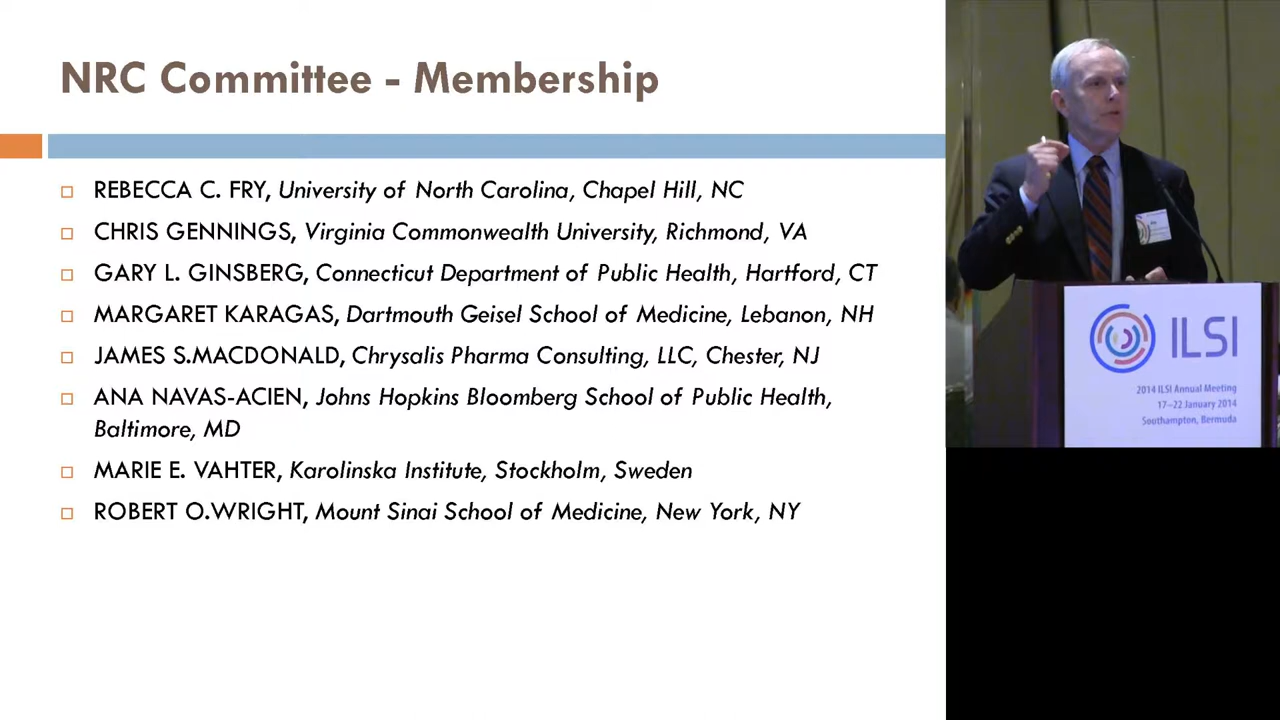 NRC Committee - Membership
REBECCA C. FRY, University of North Carolina, Chapel Hill, NC
CHRIS GENNINGS, Virginia Commonwealth University, Richmond, VA
GARY L. GINSBERG, Connecticut Department of Public Health, Hartford, CT
MARGARET KARAGAS, Dartmouth Geisel School of Medicine, Lebanon, NH
JAMES S.MACDONALD, Chrysalis Pharma Consulting, LLC, Chester, NJ
ANA NAVAS-ACIEN, Johns Hopkins Bloomberg School of Public Health,
Baltimore, MD
MARIE E. VAHTER, Karolinska Institute, Stockholm, Sweden
ROBERT O.WRIGHT, Mount Sinai School of Medicine, New York, NY
ILSI
2014 ILSI Annual Meeting
17–22 January 2014
Southampton, Bermuda